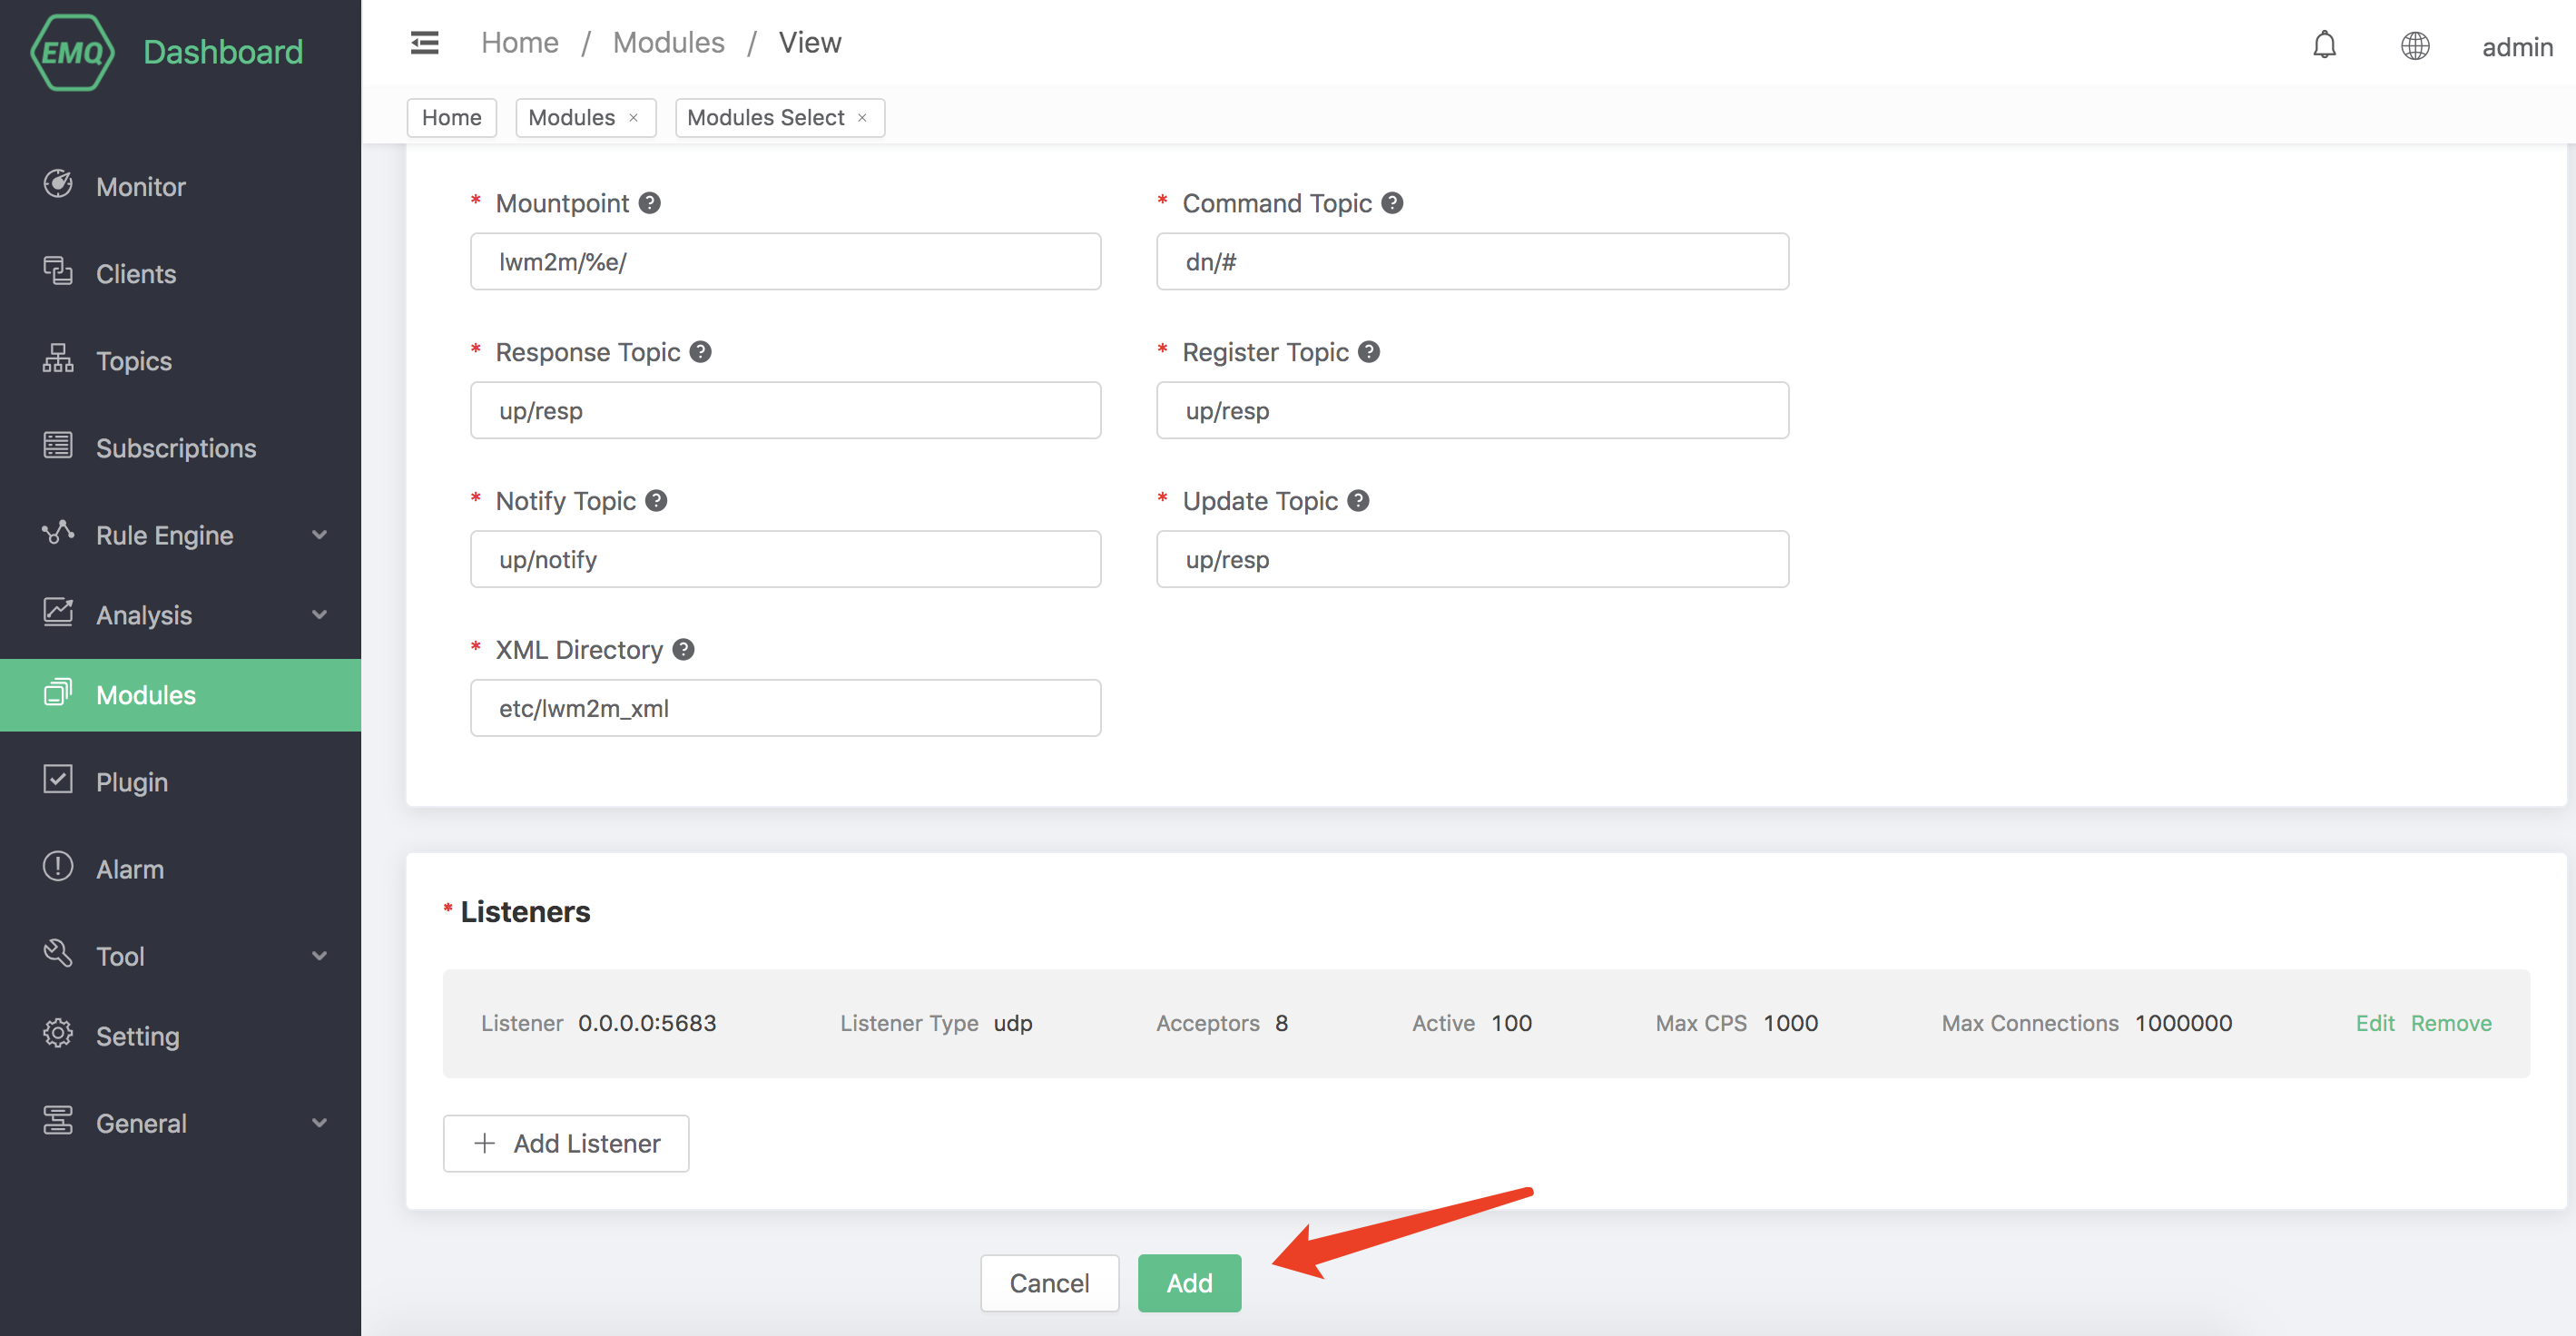 EMQ Dashboard
Home / Modules / View
admin
Home
Modules ×
Modules Select ×
Monitor
Clients
Topics
Subscriptions
Rule Engine
Analysis
Modules
Plugin
Alarm
Tool
Setting
General
* Mountpoint ?
lwm2m/%e/
* Command Topic ?
dn/#
* Response Topic ?
up/resp
* Register Topic ?
up/resp
* Notify Topic ?
up/notify
* Update Topic ?
up/resp
* XML Directory ?
etc/lwm2m_xml
* Listeners
Listener 0.0.0.0:5683 Listener Type udp Acceptors 8 Active 100 Max CPS 1000 Max Connections 1000000 Edit Remove
+ Add Listener
Cancel
Add